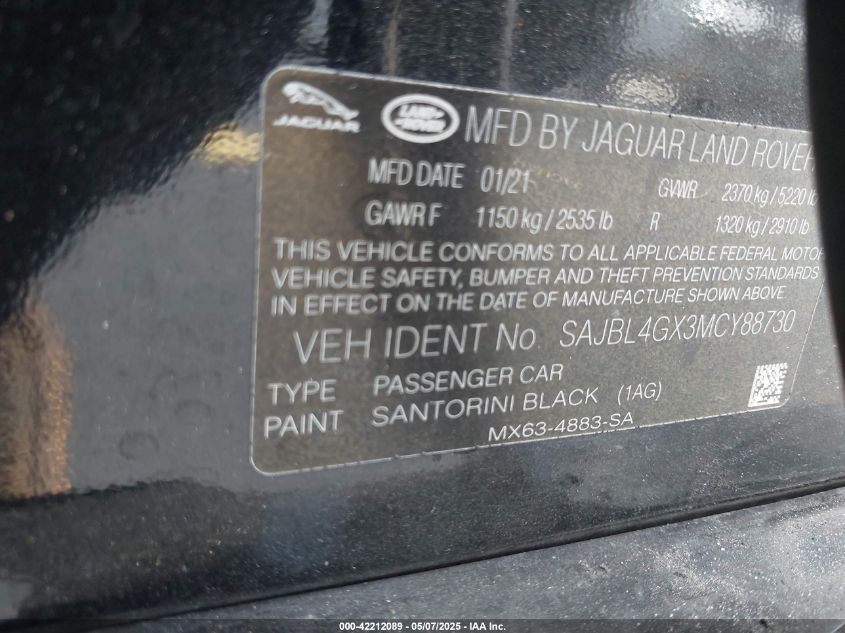 JAGUAR LAND ROVER MFD BY JAGUAR LAND ROVER
MFD DATE 01/21 GVWR 2370 kg / 5220 lb
GAWR F 1150 kg / 2535 lb R 1320 kg / 2910 lb
THIS VEHICLE CONFORMS TO ALL APPLICABLE FEDERAL MOTOR
VEHICLE SAFETY, BUMPER AND THEFT PREVENTION STANDARDS
IN EFFECT ON THE DATE OF MANUFACTURE SHOWN ABOVE
VEH IDENT No. SAJBL4GX3MCY88730
TYPE PASSENGER CAR
PAINT SANTORINI BLACK (1AG)
MX63-4883-SA
000-42212089 — 05/07/2025 — IAA Inc.